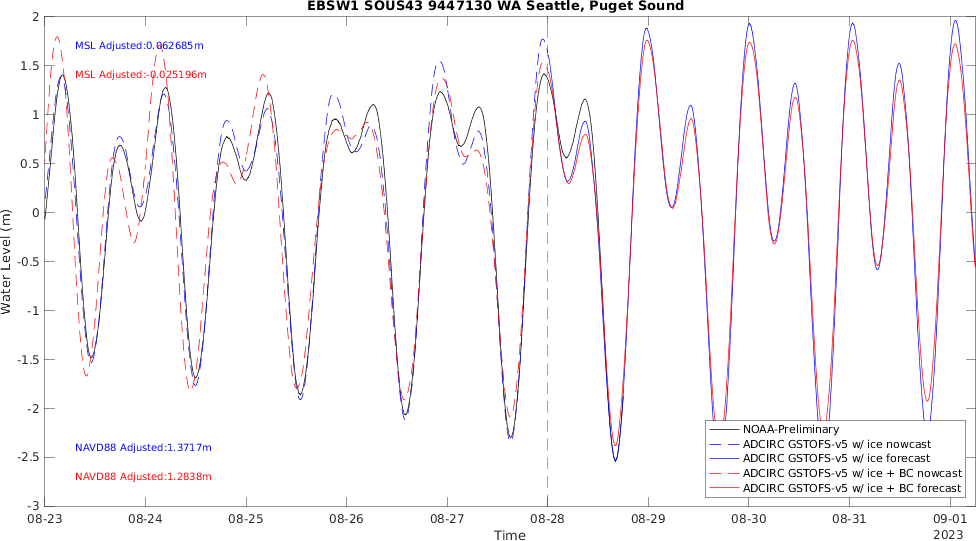 EBSW1 SOUS43 9447130 WA Seattle, Puget Sound
MSL Adjusted:0.062685m
MSL Adjusted:-0.025196m
NAVD88 Adjusted:1.3717m
NAVD88 Adjusted:1.2838m
Water Level (m)
2
1.5
1
0.5
0
-0.5
-1
-1.5
-2
-2.5
-3
NOAA-Preliminary
ADCIRC GSTOFS-v5 w/ ice nowcast
ADCIRC GSTOFS-v5 w/ ice forecast
ADCIRC GSTOFS-v5 w/ ice + BC nowcast
ADCIRC GSTOFS-v5 w/ ice + BC forecast
08-23 08-24 08-25 08-26 08-27 08-28 08-29 08-30 08-31 09-01
2023
Time